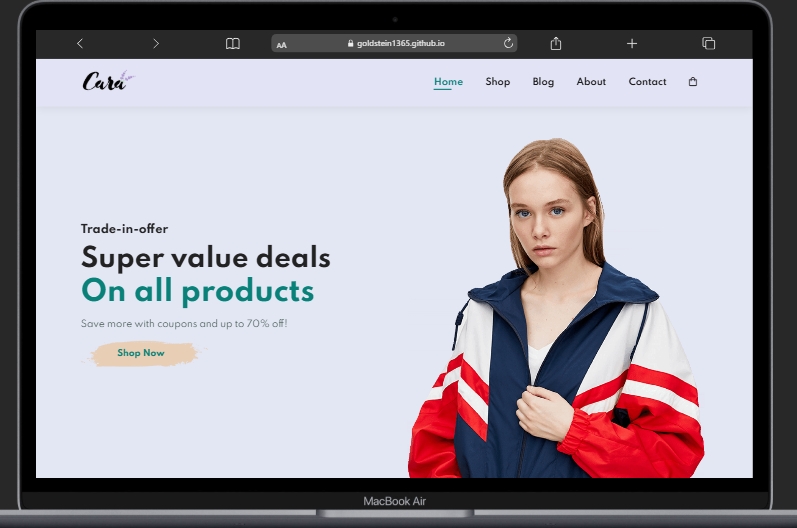 AA goldstein1365.github.io
Cara Home Shop Blog About Contact
Trade-in-offer
Super value deals
On all products
Save more with coupons and up to 70% off!
Shop Now
MacBook Air